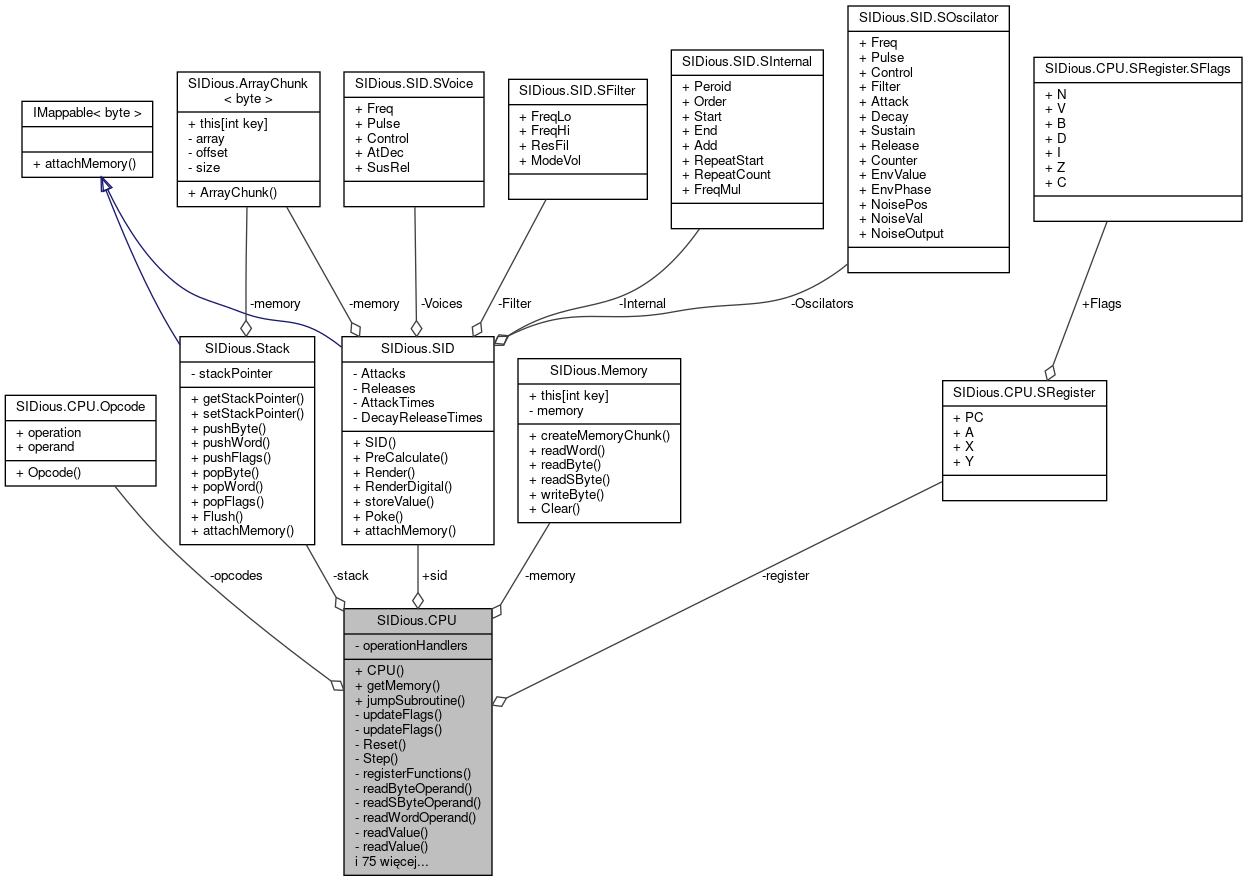 IMappable< byte >
+ attachMemory()
SIDious.ArrayChunk
< byte >
+ this[int key]
- array
- offset
- size
+ ArrayChunk()
SIDious.SID.SVoice
+ Freq
+ Pulse
+ Control
+ AtDec
+ SusRel
SIDious.SID.SFilter
+ FreqLo
+ FreqHi
+ ResFil
+ ModeVol
SIDious.SID.SInternal
+ Peroid
+ Order
+ Start
+ End
+ Add
+ RepeatStart
+ RepeatCount
+ FreqMul
SIDious.SID.SOscilator
+ Freq
+ Pulse
+ Control
+ Filter
+ Attack
+ Decay
+ Sustain
+ Release
+ Counter
+ EnvValue
+ EnvPhase
+ NoisePos
+ NoiseVal
+ NoiseOutput
SIDious.CPU.SRegister.SFlags
+ N
+ V
+ B
+ D
+ I
+ Z
+ C
-memory
-memory
-Voices
-Filter
-Internal
-Oscilators
+Flags
SIDious.CPU.Opcode
+ operation
+ operand
+ Opcode()
SIDious.Stack
- stackPointer
+ getStackPointer()
+ setStackPointer()
+ pushByte()
+ pushWord()
+ pushFlags()
+ popByte()
+ popWord()
+ popFlags()
+ Flush()
+ attachMemory()
SIDious.SID
- Attacks
- Releases
- AttackTimes
- DecayReleaseTimes
+ SID()
+ PreCalculate()
+ Render()
+ RenderDigital()
+ storeValue()
+ Poke()
+ attachMemory()
SIDious.Memory
+ this[int key]
- memory
+ createMemoryChunk()
+ readWord()
+ readByte()
+ readSByte()
+ writeByte()
+ Clear()
SIDious.CPU.SRegister
+ PC
+ A
+ X
+ Y
-opcodes
-stack
+sid
-memory
-register
SIDious.CPU
- operationHandlers
+ CPU()
+ getMemory()
+ jumpSubroutine()
- updateFlags()
- updateFlags()
- Reset()
- Step()
- registerFunctions()
- readByteOperand()
- readSByteOperand()
- readWordOperand()
- readValue()
- readValue()
i 75 więcej...